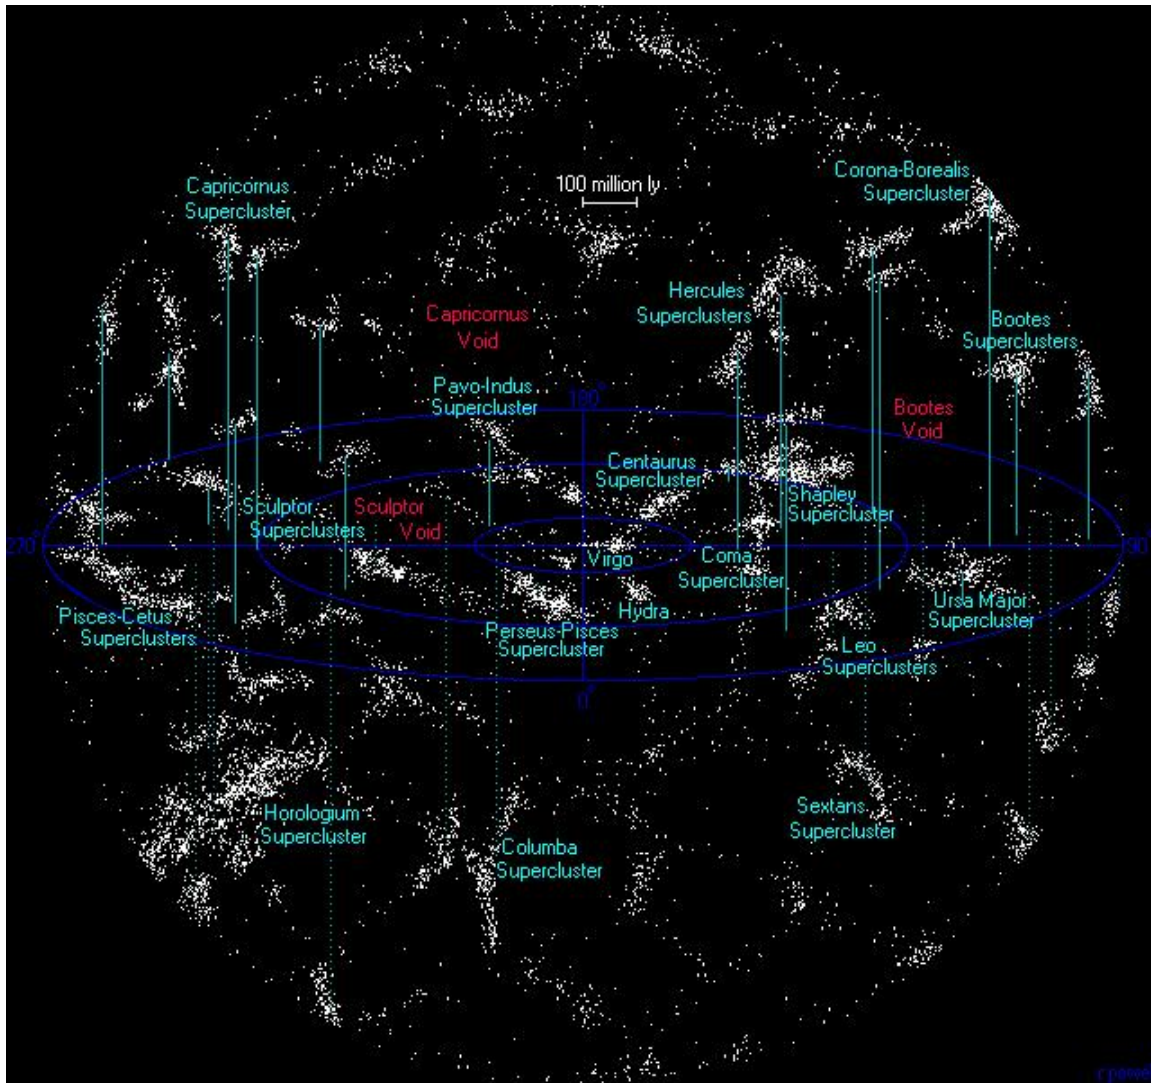 100 million ly
Corona-Borealis
Supercluster
Capricornus
Supercluster
Hercules
Superclusters
Capricornus
Void
Bootes
Superclusters
Pavo-Indus
Supercluster
180°
Bootes
Void
Centaurus
Supercluster
Shapley
Supercluster
Sculptor
Superclusters
Sculptor
Void
270°
90°
Virgo
Coma
Supercluster
Pisces-Cetus
Superclusters
Perseus-Pisces
Supercluster
Hydra
Ursa Major
Supercluster
Leo
Superclusters
0°
Horologium
Supercluster
Columba
Supercluster
Sextans
Supercluster